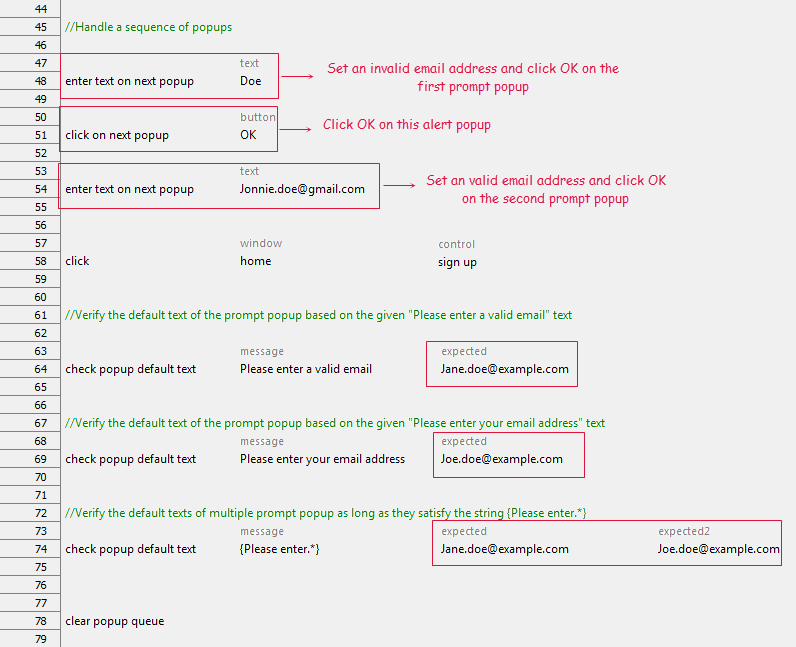 44
45 //Handle a sequence of popups
46
47 text
48 enter text on next popup Doe
Set an invalid email address and click OK on the
first prompt popup
49
50 button
51 click on next popup OK
Click OK on this alert popup
52
53 text
54 enter text on next popup Jonnie.doe@gmail.com
Set an valid email address and click OK
on the second prompt popup
55
56
57 window control
58 click home sign up
59
60
61 //Verify the default text of the prompt popup based on the given "Please enter a valid email" text
62
63 message expected
64 check popup default text Please enter a valid email Jane.doe@example.com
65
66
67 //Verify the default text of the prompt popup based on the given "Please enter your email address" text
68 message expected
69 check popup default text Please enter your email address Joe.doe@example.com
70
71
72 //Verify the default texts of multiple prompt popup as long as they satisfy the string {Please enter.*}
73 message expected expected2
74 check popup default text {Please enter.*} Jane.doe@example.com Joe.doe@example.com
75
76
77
78 clear popup queue
79